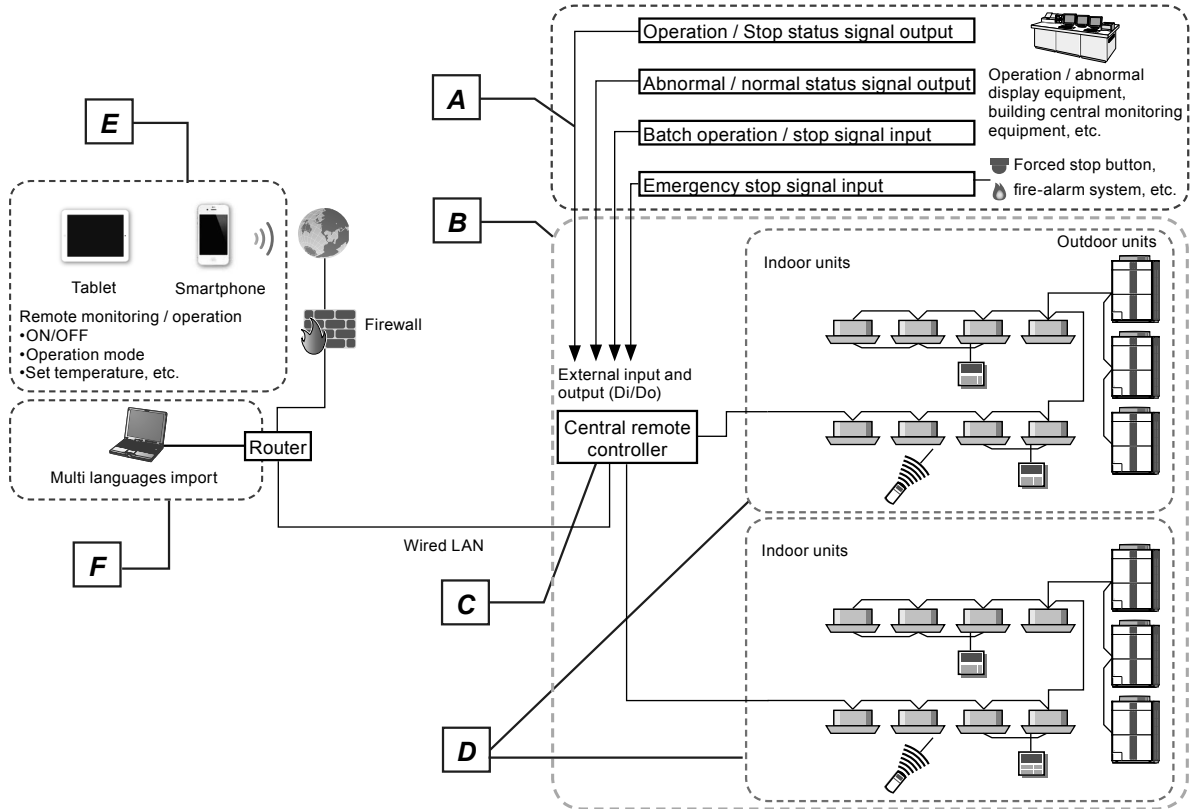 Operation / Stop status signal output
Abnormal / normal status signal output
Batch operation / stop signal input
Emergency stop signal input
Operation / abnormal
display equipment,
building central monitoring
equipment, etc.
Forced stop button,
fire-alarm system, etc.
A
E
B
Tablet
Smartphone
Remote monitoring / operation
•ON/OFF
•Operation mode
•Set temperature, etc.
Firewall
Router
Multi languages import
F
Wired LAN
External input and
output (Di/Do)
Central remote
controller
C
D
Outdoor units
Indoor units
Indoor units